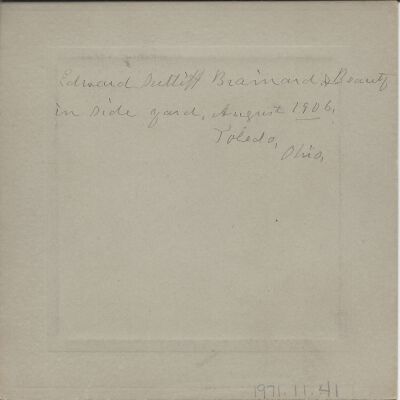 Edward Sutliff Brainard & Beauty
in side yard, August 1906.
Toledo,
Ohio,
1971.11.41